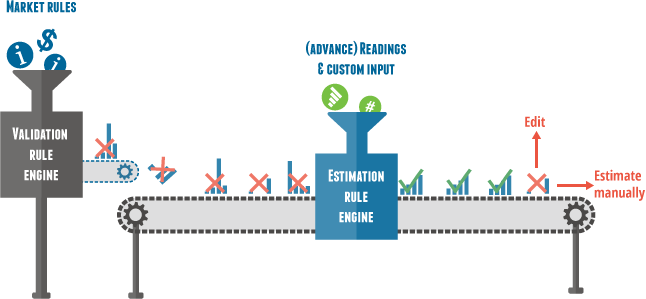 MARKET RULES
$
i
i
VALIDATION
RULE
ENGINE
(ADVANCE) READINGS
& CUSTOM INPUT
#
ESTIMATION
RULE
ENGINE
Edit
Estimate
manually